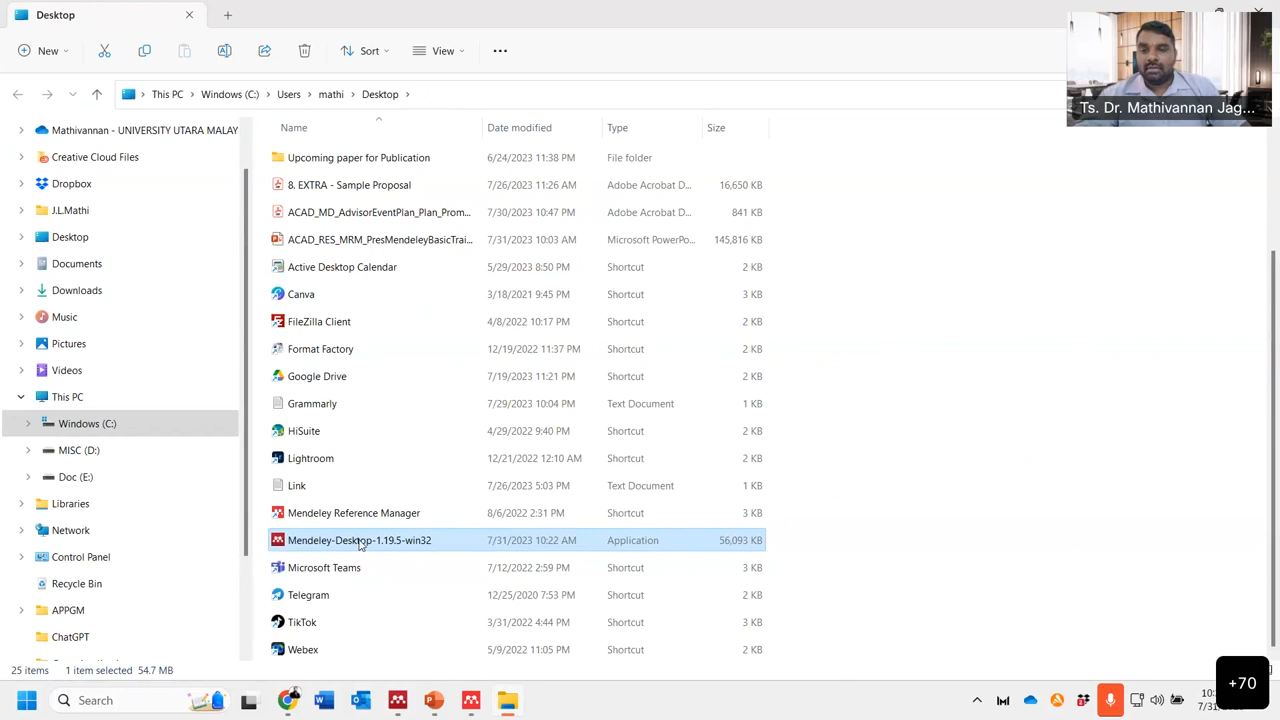 Desktop
New
Sort
View
This PC
Windows (C:)
Users
mathi
Desktop
Name
Date modified
Type
Size
Mathivannan - UNIVERSITY UTARA MALAY
Creative Cloud Files
Dropbox
J.L.Mathi
Desktop
Documents
Downloads
Music
Pictures
Videos
This PC
Windows (C:)
MISC (D:)
Doc (E:)
Libraries
Network
Control Panel
Recycle Bin
APPGM
ChatGPT
Upcoming paper for Publication 6/24/2023 11:38 PM File folder
8. EXTRA - Sample Proposal 7/26/2023 11:26 AM Adobe Acrobat D... 16,650 KB
ACAD_MD_AdvisorEventPlan_Plan_Prom... 7/30/2023 10:47 PM Adobe Acrobat D... 841 KB
ACAD_RES_MRM_PresMendeleyBasicTrai... 7/31/2023 10:03 AM Microsoft PowerPo... 145,816 KB
Active Desktop Calendar 5/29/2023 8:50 PM Shortcut 2 KB
Canva 3/18/2021 9:45 PM Shortcut 3 KB
FileZilla Client 4/8/2022 10:17 PM Shortcut 2 KB
Format Factory 12/19/2022 11:37 PM Shortcut 2 KB
Google Drive 7/19/2023 11:21 PM Shortcut 2 KB
Grammarly 7/29/2023 10:04 PM Text Document 1 KB
HiSuite 4/29/2022 9:40 PM Shortcut 2 KB
Lightroom 12/21/2022 12:10 AM Shortcut 2 KB
Link 7/26/2023 5:03 PM Text Document 1 KB
Mendeley Reference Manager 8/6/2022 2:31 PM Shortcut 3 KB
Mendeley-Desktop-1.19.5-win32 7/31/2023 10:22 AM Application 56,093 KB
Microsoft Teams 7/12/2022 2:59 PM Shortcut 3 KB
Telegram 12/25/2020 7:53 PM Shortcut 2 KB
TikTok 3/31/2022 4:44 PM Shortcut 3 KB
Webex 5/9/2022 11:05 PM Shortcut 2 KB
25 items 1 item selected 54.7 MB
Search
Ts. Dr. Mathivannan Jag...
+70